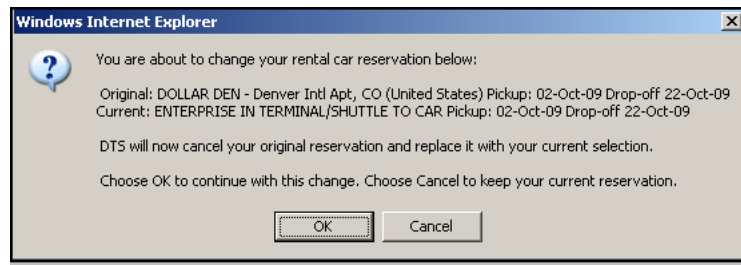 Windows Internet Explorer
You are about to change your rental car reservation below:
Original: DOLLAR DEN - Denver Intl Apt, CO (United States) Pickup: 02-Oct-09 Drop-off 22-Oct-09
Current: ENTERPRISE IN TERMINAL/SHUTTLE TO CAR Pickup: 02-Oct-09 Drop-off 22-Oct-09
DTS will now cancel your original reservation and replace it with your current selection.
Choose OK to continue with this change. Choose Cancel to keep your current reservation.
OK Cancel